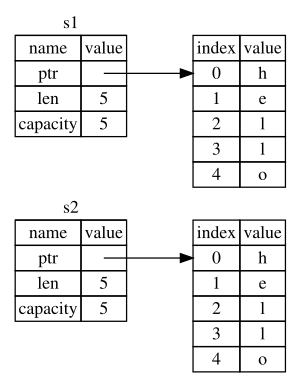 s1
name value
ptr
len 5
capacity 5
index value
0 h
1 e
2 l
3 l
4 o
s2
name value
ptr
len 5
capacity 5
index value
0 h
1 e
2 l
3 l
4 o